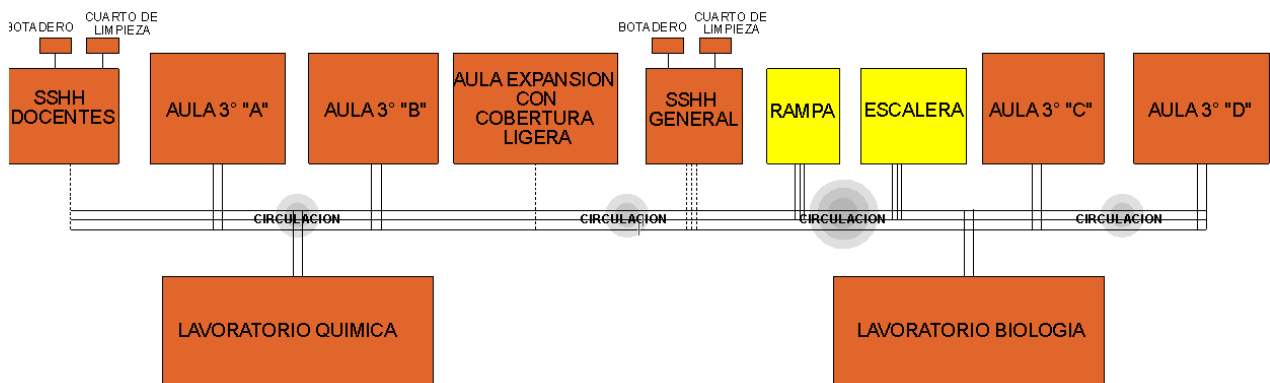 BOTADERO
CUARTO DE
LIMPIEZA
BOTADERO
CUARTO DE
LIMPIEZA
SSHH
DOCENTES
AULA 3° "A"
AULA 3° "B"
AULA EXPANSION
CON
COBERTURA
LIGERA
SSHH
GENERAL
RAMPA
ESCALERA
AULA 3° "C"
AULA 3° "D"
CIRCULACION
CIRCULACION
CIRCULACION
CIRCULACION
LAVORATORIO QUIMICA
LAVORATORIO BIOLOGIA